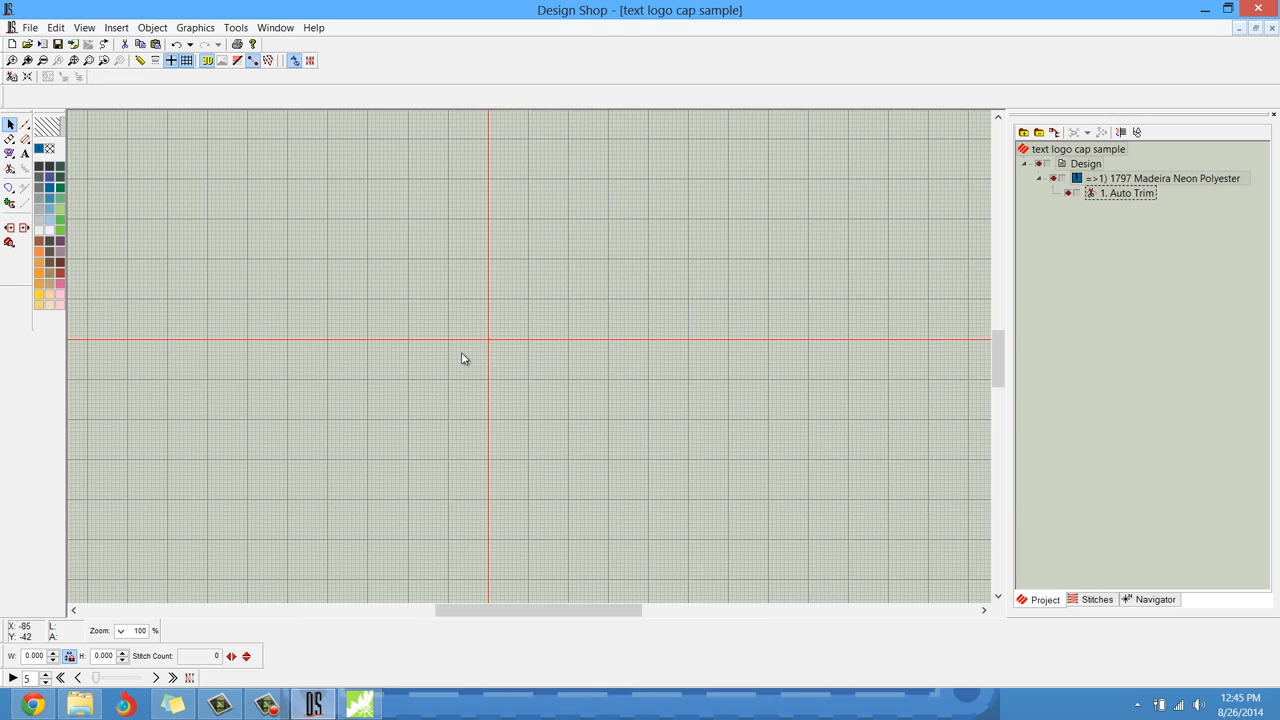 Design Shop - [text logo cap sample]
File Edit View Insert Object Graphics Tools Window Help
3D
A
text logo cap sample
Design
=>1) 1797 Madeira Neon Polyester
1. Auto Trim
Project Stitches Navigator
X: -85 L:
Y: -42 A:
Zoom: 100 %
W: 0.000 H: 0.000 Stitch Count: 0
5
DS
12:45 PM
8/26/2014